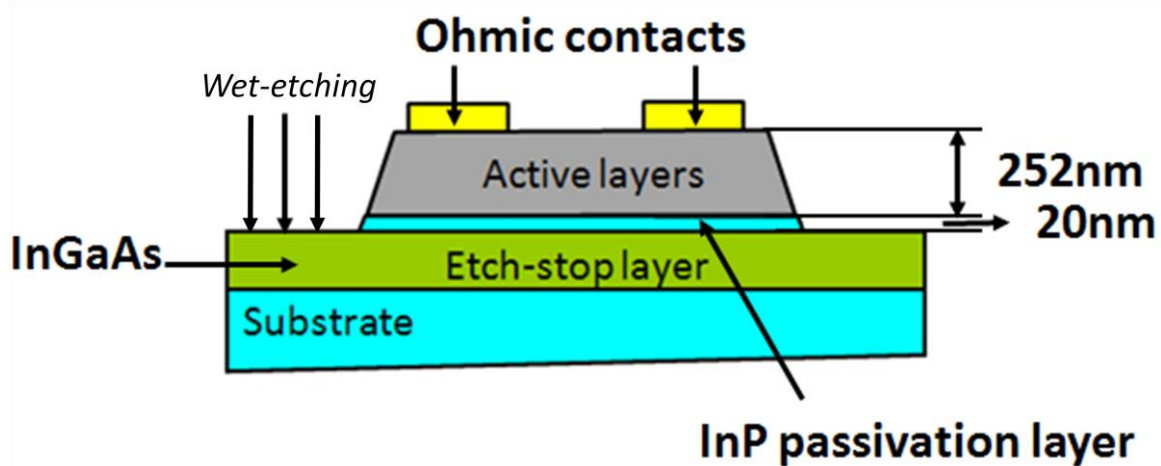 Ohmic contacts
Wet-etching
Active layers
252nm
20nm
InGaAs
Etch-stop layer
Substrate
InP passivation layer